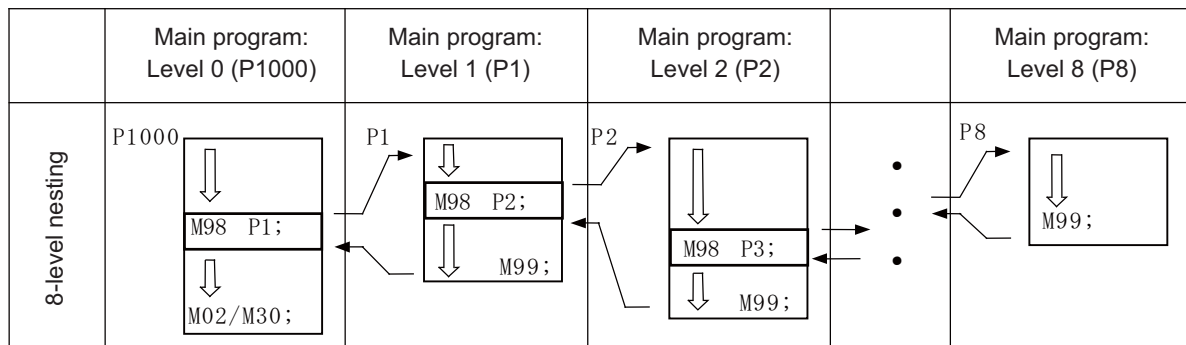 Main program:
Level 0 (P1000)
Main program:
Level 1 (P1)
Main program:
Level 2 (P2)
Main program:
Level 8 (P8)
8-level nesting
P1000
M98 P1;
M02/M30;
P1
M98 P2;
M99;
P2
M98 P3;
M99;
P8
M99;